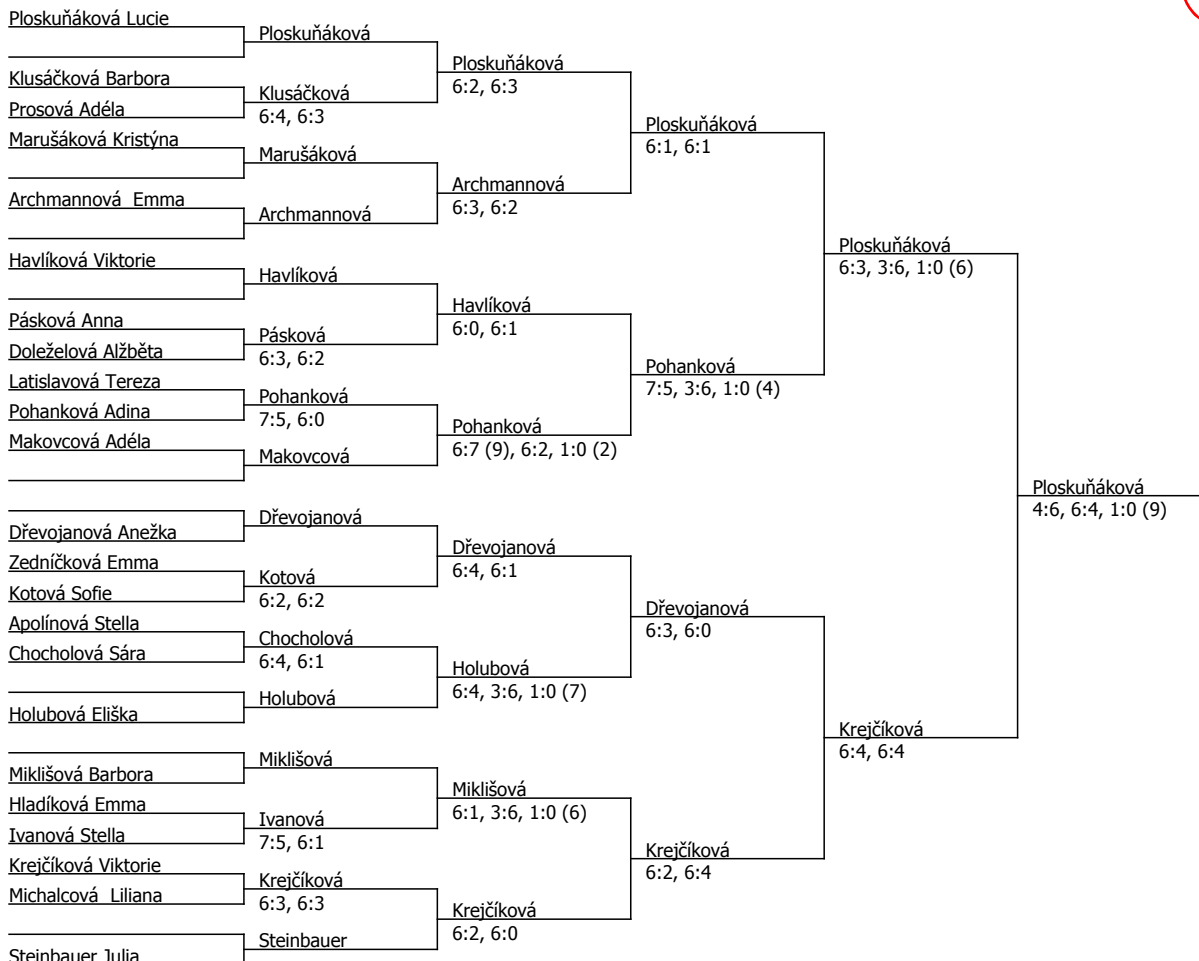 Ploskuňáková Lucie
Klusáčková Barbora
Prosová Adéla
Marušáková Kristýna
Archmannová  Emma
Havlíková Viktorie
Pásková Anna
Doleželová Alžběta
Latislavová Tereza
Pohanková Adina
Makovcová Adéla
Dřevojanová Anežka
Zedníčková Emma
Kotová Sofie
Apolínová Stella
Chocholová Sára
Holubová Eliška
Miklišová Barbora
Hladíková Emma
Ivanová Stella
Krejčíková Viktorie
Michalcová  Liliana
Steinbauer Julia
Ploskuňáková
Klusáčková
6:4, 6:3
Marušáková
Archmannová
Havlíková
Pásková
6:3, 6:2
Pohanková
7:5, 6:0
Makovcová
Dřevojanová
Kotová
6:2, 6:2
Chocholová
6:4, 6:1
Holubová
Miklišová
Ivanová
7:5, 6:1
Krejčíková
6:3, 6:3
Steinbauer
Ploskuňáková
6:2, 6:3
Archmannová
6:3, 6:2
Havlíková
6:0, 6:1
Pohanková
6:7 (9), 6:2, 1:0 (2)
Dřevojanová
6:4, 6:1
Holubová
6:4, 3:6, 1:0 (7)
Miklišová
6:1, 3:6, 1:0 (6)
Krejčíková
6:2, 6:0
Ploskuňáková
6:1, 6:1
Pohanková
7:5, 3:6, 1:0 (4)
Dřevojanová
6:3, 6:0
Krejčíková
6:2, 6:4
Ploskuňáková
6:3, 3:6, 1:0 (6)
Krejčíková
6:4, 6:4
Ploskuňáková
4:6, 6:4, 1:0 (9)